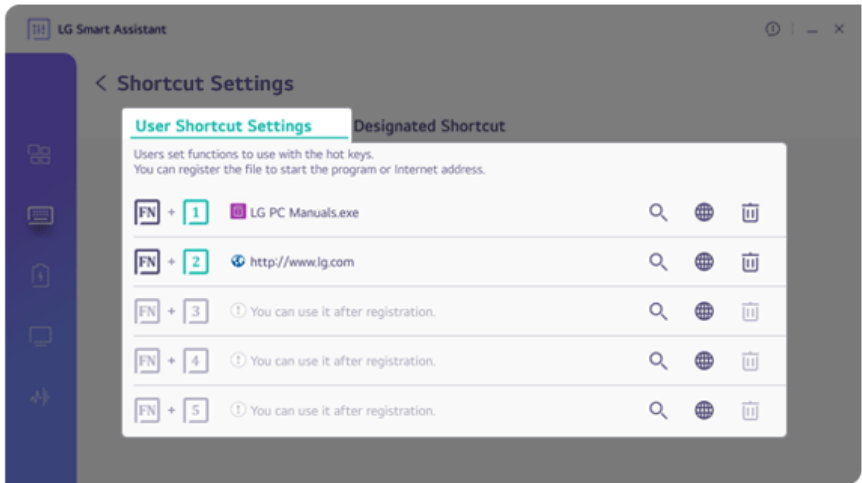 LG Smart Assistant
Shortcut Settings
User Shortcut Settings Designated Shortcut
Users set functions to use with the hot keys.
You can register the file to start the program or Internet address.
FN + 1 LG PC Manuals.exe
FN + 2 http://www.lg.com
FN + 3 You can use it after registration.
FN + 4 You can use it after registration.
FN + 5 You can use it after registration.